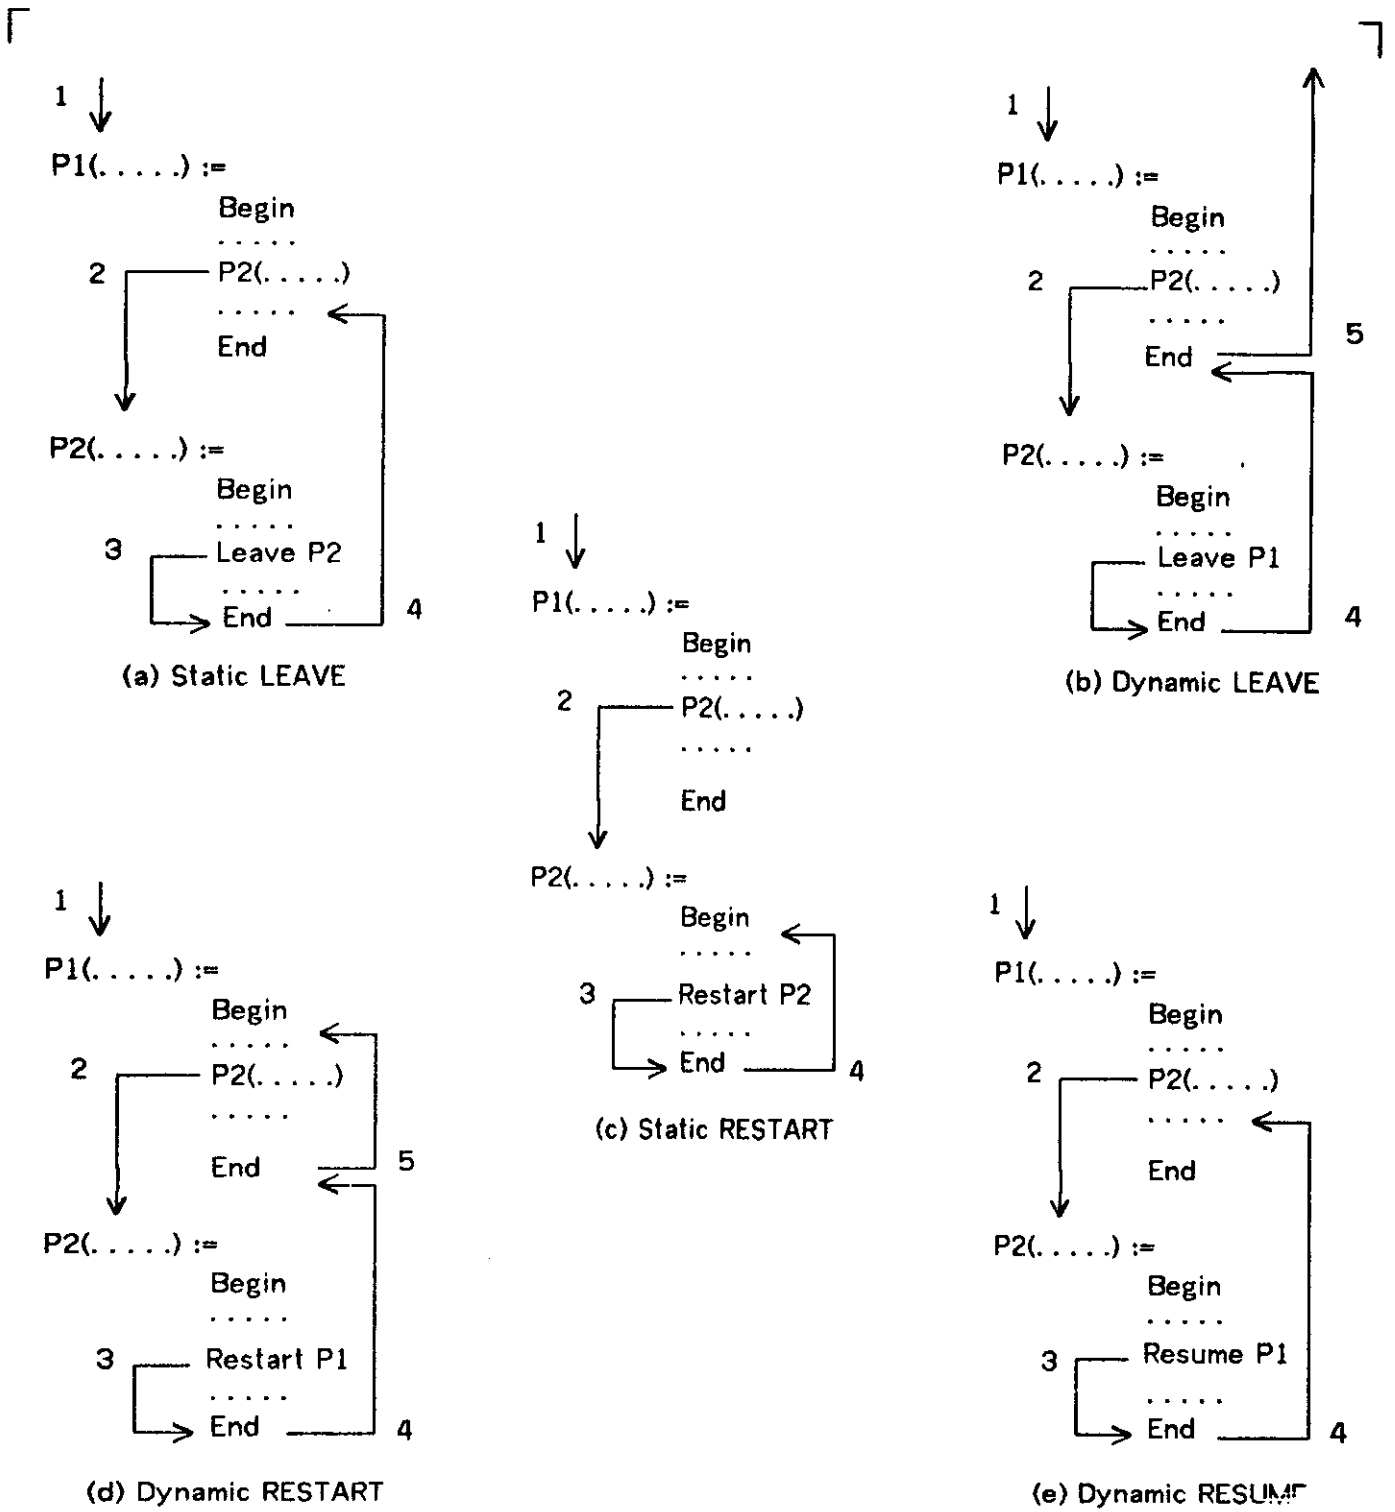 1
P1(. . . . .) :=
Begin
. . . . .
2 P2(. . . . .)
. . . . .
End
P2(. . . . .) :=
Begin
. . . . .
3 Leave P2
. . . . .
End 4
(a) Static LEAVE
1
P1(. . . . .) :=
Begin
. . . . .
2 P2(. . . . .)
. . . . .
5
End
P2(. . . . .) :=
Begin
. . . . .
Leave P1
. . . . .
End 4
(b) Dynamic LEAVE
1
P1(. . . . .) :=
Begin
. . . . .
2 P2(. . . . .)
. . . . .
End
P2(. . . . .) :=
Begin
. . . . .
3 Restart P2
. . . . .
End 4
(c) Static RESTART
1
P1(. . . . .) :=
Begin
. . . . .
2 P2(. . . . .)
. . . . .
End 5
P2(. . . . .) :=
Begin
. . . . .
3 Restart P1
. . . . .
End 4
(d) Dynamic RESTART
1
P1(. . . . .) :=
Begin
. . . . .
2 P2(. . . . .)
. . . . .
End
P2(. . . . .) :=
Begin
. . . . .
3 Resume P1
. . . . .
End 4
(e) Dynamic RESUME